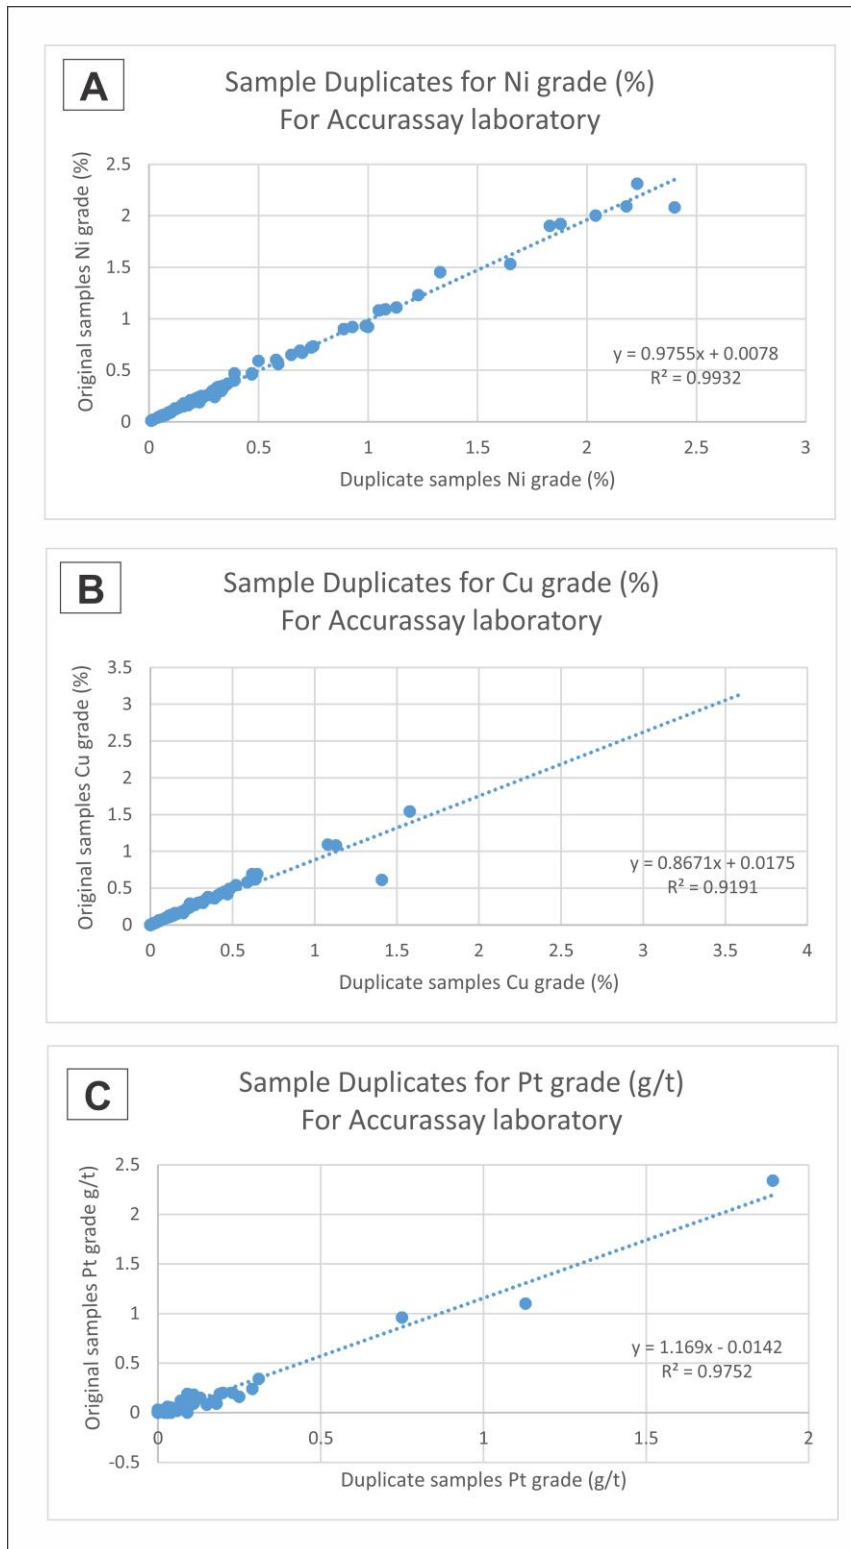 A
Sample Duplicates for Ni grade (%)
For Accurassay laboratory
Original samples Ni grade (%)
2.5
2
1.5
1
0.5
0
y = 0.9755x + 0.0078
R² = 0.9932
0 0.5 1 1.5 2 2.5 3
Duplicate samples Ni grade (%)
B
Sample Duplicates for Cu grade (%)
For Accurassay laboratory
Original samples Cu grade (%)
3.5
3
2.5
2
1.5
1
0.5
0
y = 0.8671x + 0.0175
R² = 0.9191
0 0.5 1 1.5 2 2.5 3 3.5 4
Duplicate samples Cu grade (%)
C
Sample Duplicates for Pt grade (g/t)
For Accurassay laboratory
Original samples Pt grade g/t)
2.5
2
1.5
1
0.5
0
-0.5
y = 1.169x - 0.0142
R² = 0.9752
0 0.5 1 1.5 2
Duplicate samples Pt grade (g/t)